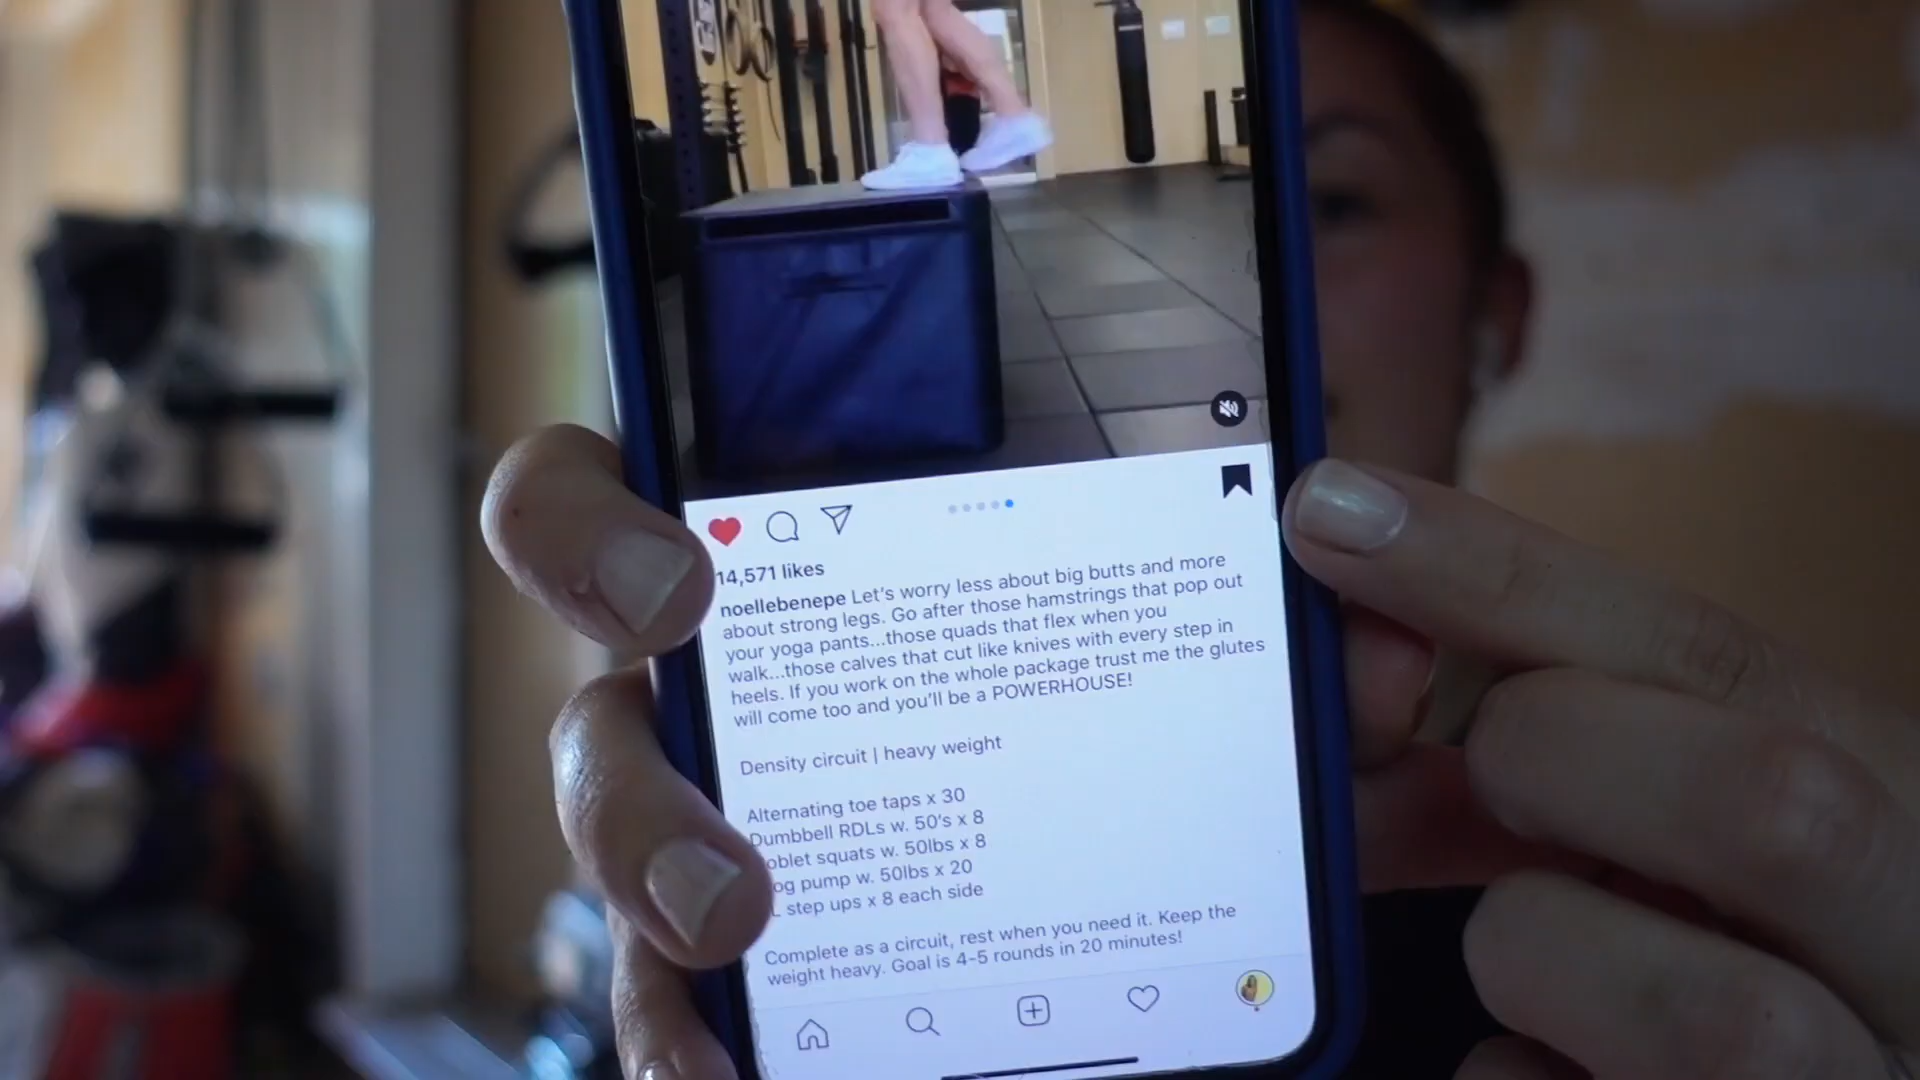 14,571 likes
noellebenepe Let's worry less about big butts and more
about strong legs. Go after those hamstrings that pop out
your yoga pants...those quads that flex when you
walk...those calves that cut like knives with every step in
heels. If you work on the whole package trust me the glutes
will come too and you'll be a POWERHOUSE!
Density circuit | heavy weight
Alternating toe taps x 30
Dumbbell RDLs w. 50's x 8
oblet squats w. 50lbs x 8
og pump w. 50lbs x 20
L step ups x 8 each side
Complete as a circuit, rest when you need it. Keep the
weight heavy. Goal is 4-5 rounds in 20 minutes!